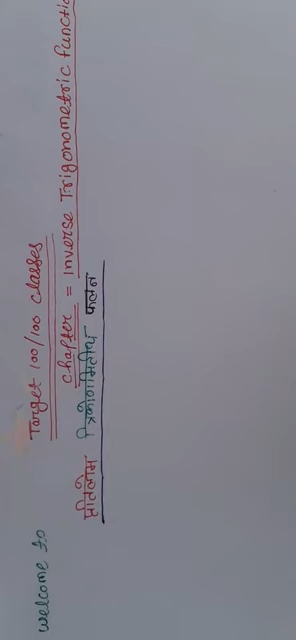 Welcome to
Target 100/100 Classes
Chapter = Inverse Trigonometric Functio
प्रतिलोम त्रिकोणमितीय फलन